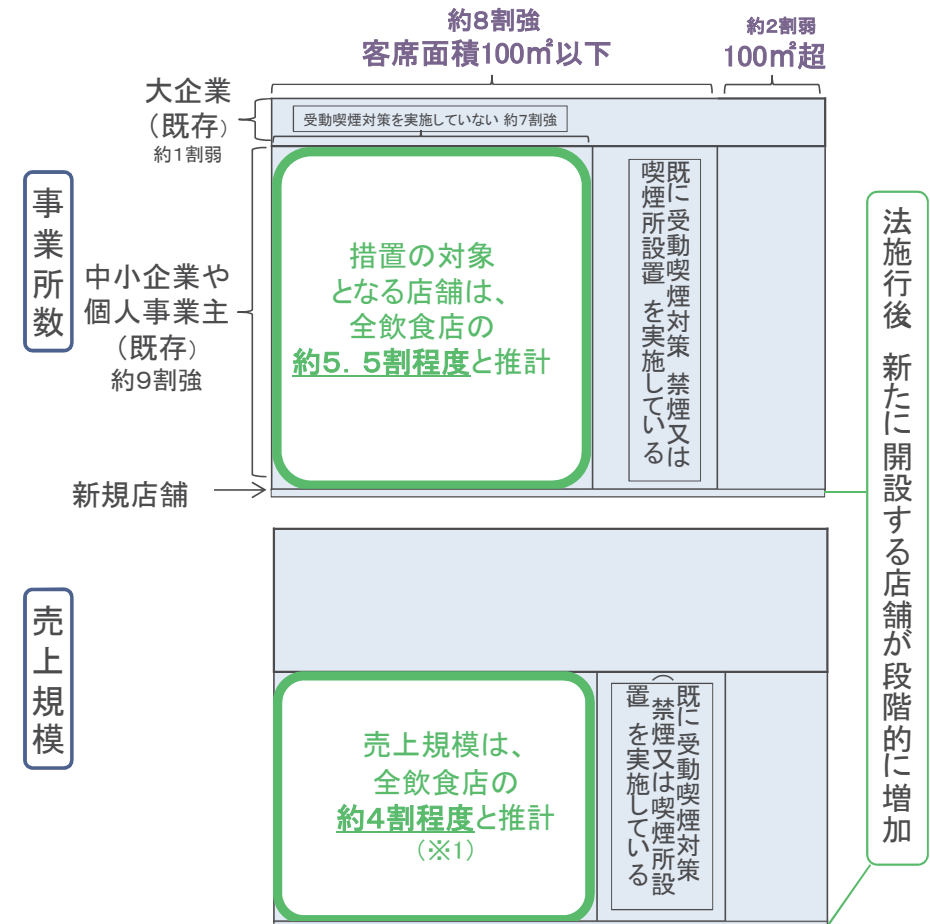 約8割強
客席面積100㎡以下
約2割弱
100㎡超
大企業
(既存)
約1割弱
受動喫煙対策を実施していない 約7割強
事業所数
中小企業や
個人事業主
(既存)
約9割強
措置の対象
となる店舗は、
全飲食店の
約5．5割程度と推計
既に受動喫煙対策 禁煙又は
喫煙所設置 を実施している
新規店舗
法施行後 新たに開設する店舗が段階的に増加
売上規模
売上規模は、
全飲食店の
約4割程度と推計
(※1)
既に受動喫煙対策
(禁煙又は喫煙所設
置 を実施している